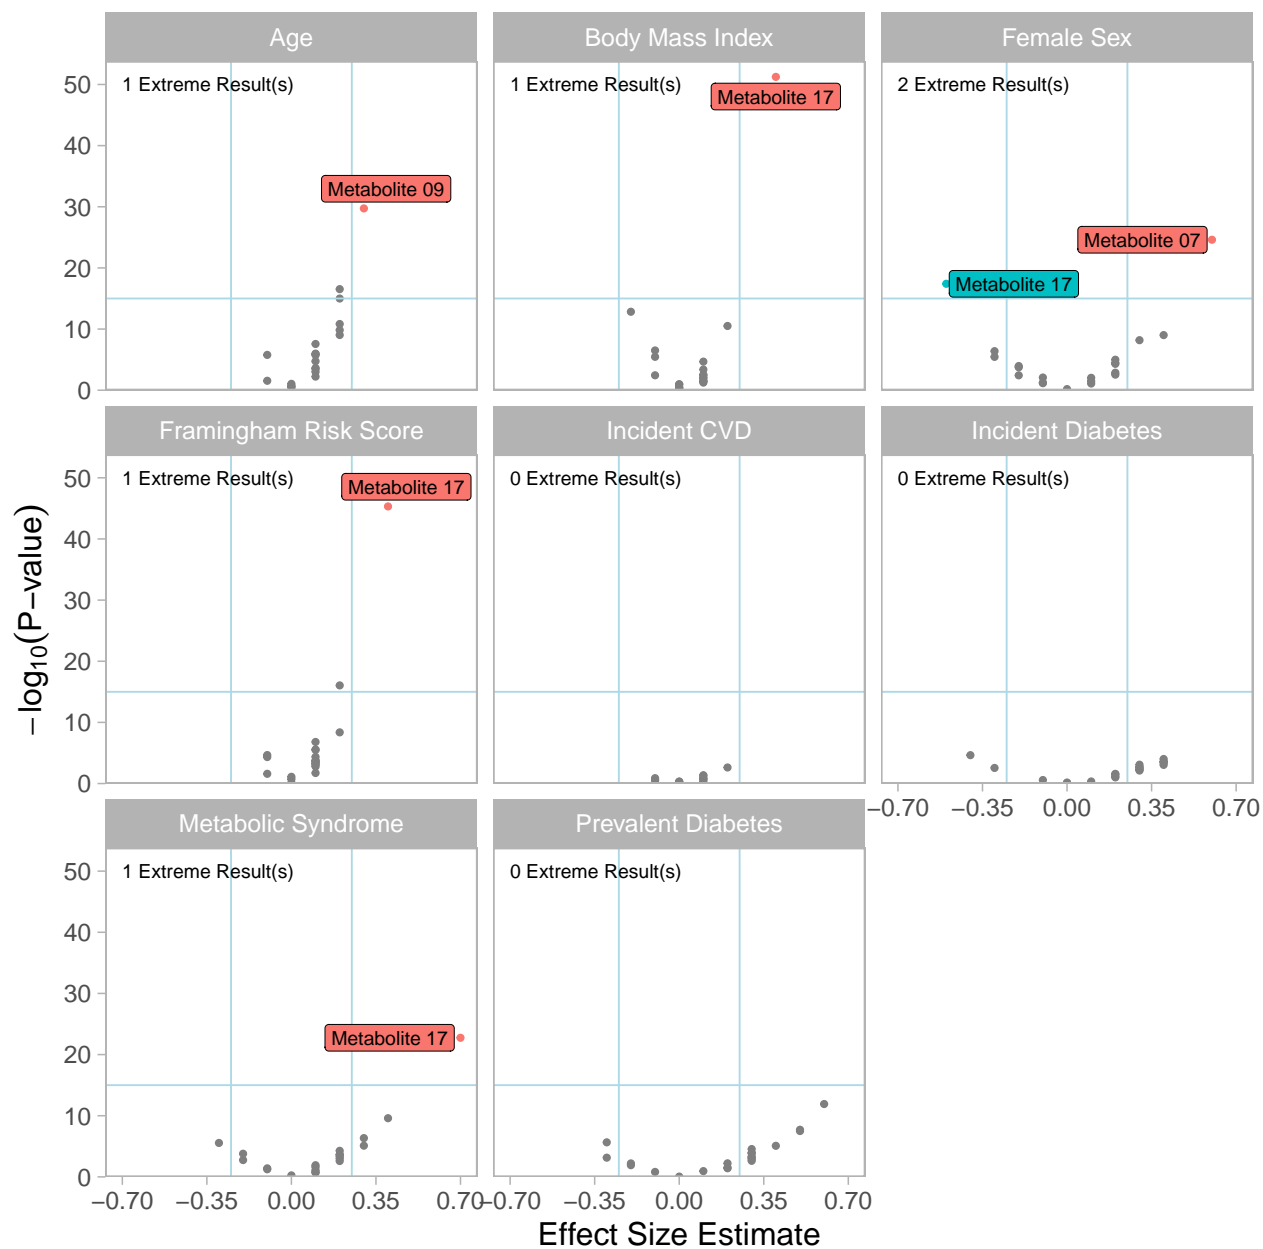 Age
Body Mass Index
Female Sex
1 Extreme Result(s)
1 Extreme Result(s)
2 Extreme Result(s)
Metabolite 09
Metabolite 17
Metabolite 07
Metabolite 17
50
40
30
20
10
0
Framingham Risk Score
Incident CVD
Incident Diabetes
1 Extreme Result(s)
0 Extreme Result(s)
0 Extreme Result(s)
Metabolite 17
50
40
30
20
10
0
−0.70 −0.35 0.00 0.35 0.70
Metabolic Syndrome
Prevalent Diabetes
1 Extreme Result(s)
0 Extreme Result(s)
Metabolite 17
50
40
30
20
10
0
−0.70 −0.35 0.00 0.35 0.70
−0.70 −0.35 0.00 0.35 0.70
Effect Size Estimate
−log10(P−value)